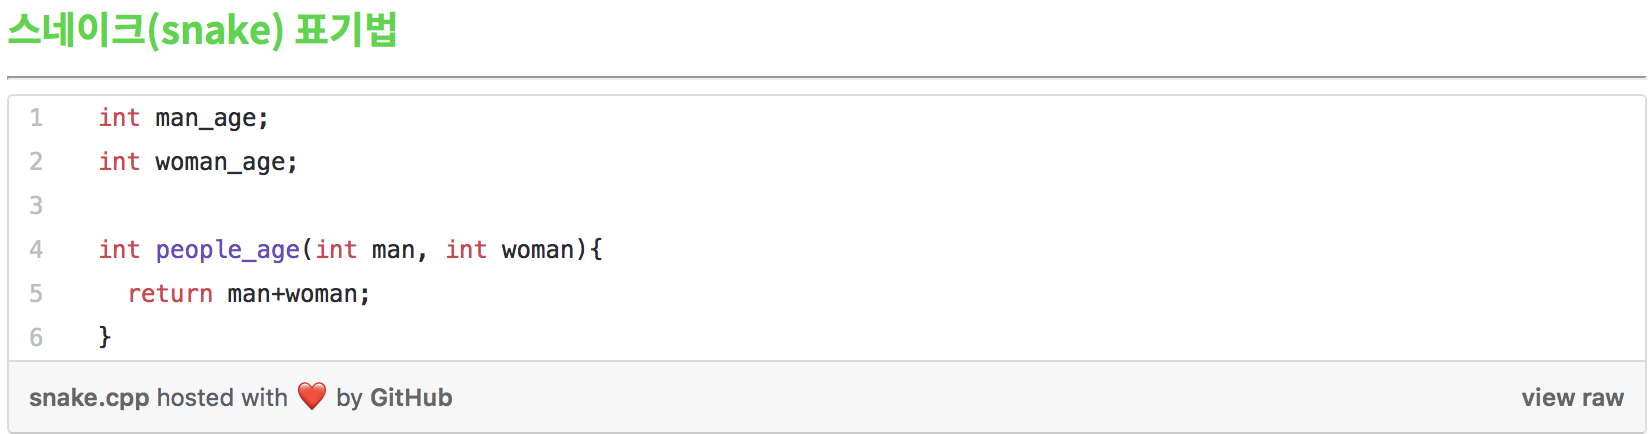 스네이크(snake) 표기법
1 int man_age;
2 int woman_age;
3
4 int people_age(int man, int woman){
5 return man+woman;
6 }
snake.cpp hosted with ❤ by GitHub view raw